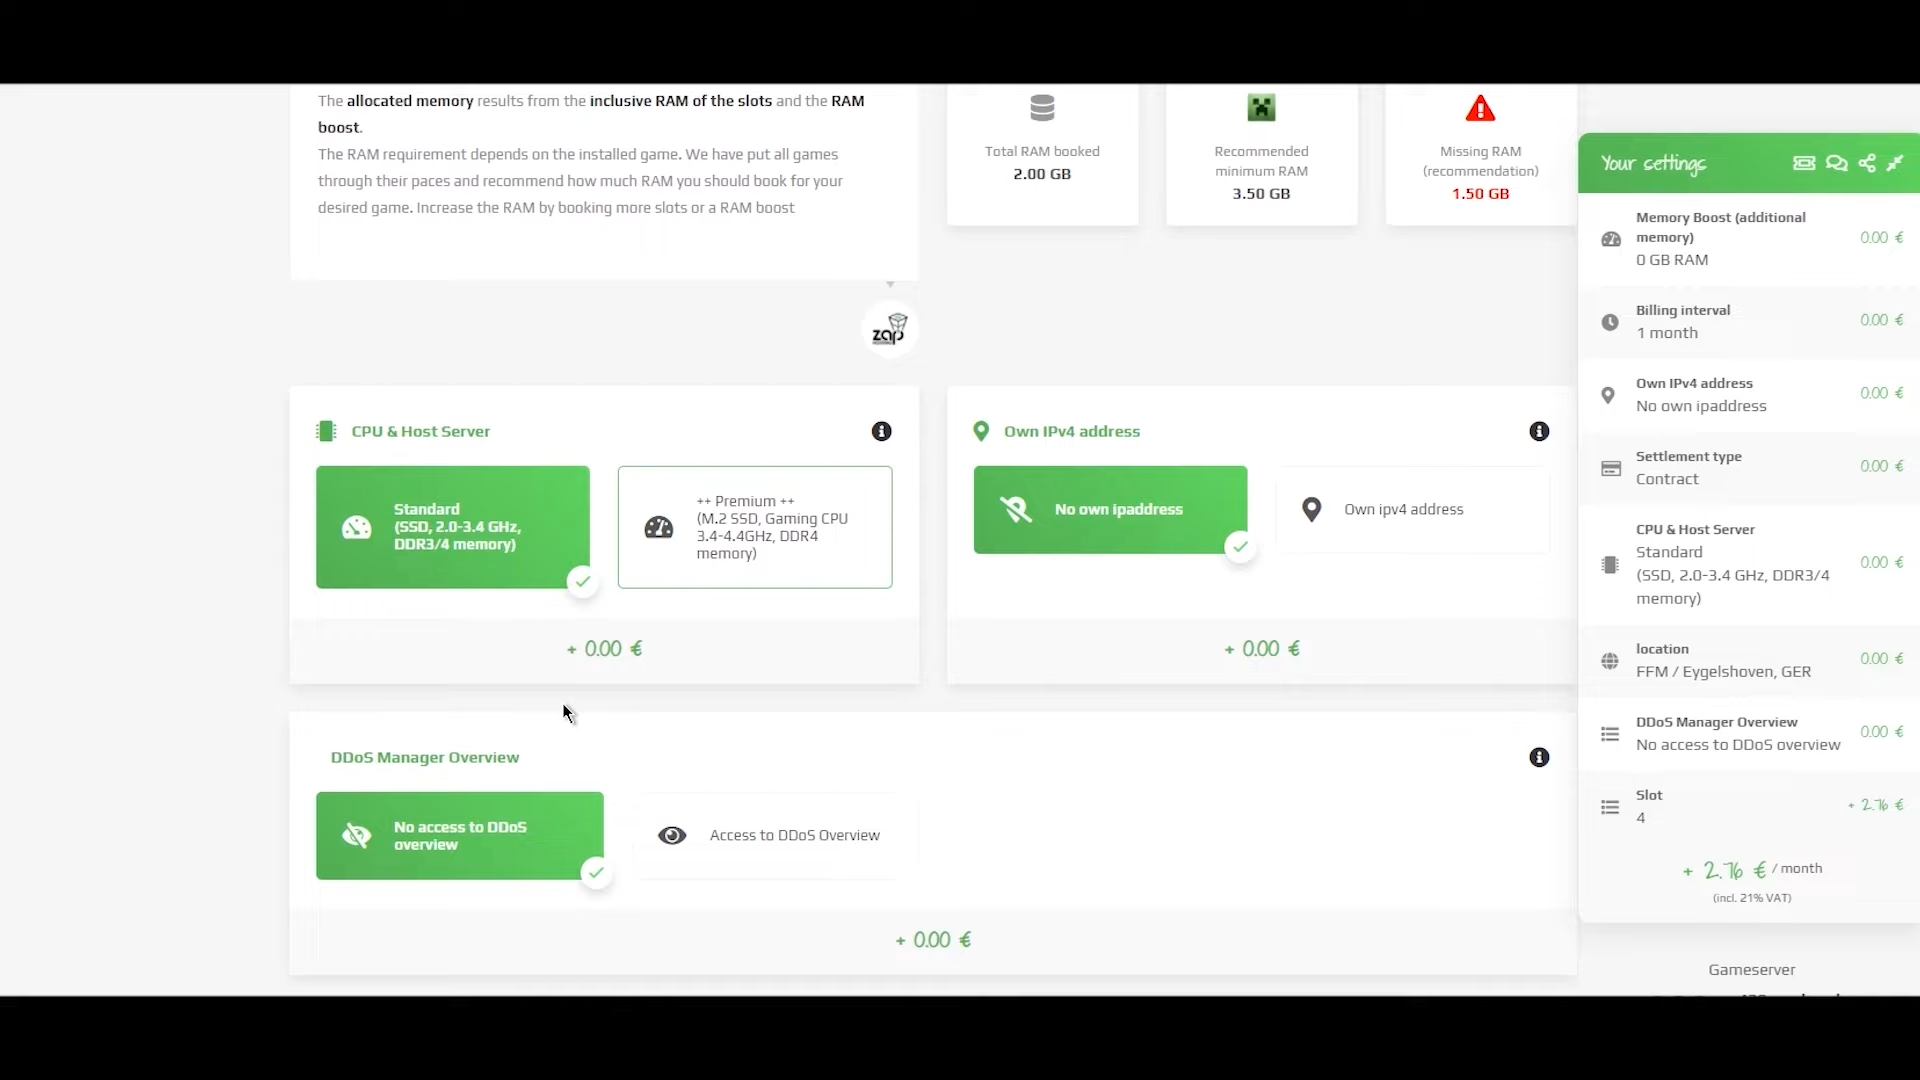 The allocated memory results from the inclusive RAM of the slots and the RAM
boost.
The RAM requirement depends on the installed game. We have put all games
through their paces and recommend how much RAM you should book for your
desired game. Increase the RAM by booking more slots or a RAM boost
Total RAM booked
2.00 GB
Recommended
minimum RAM
3.50 GB
Missing RAM
(recommendation)
1.50 GB
zap
CPU & Host Server
Standard
(SSD, 2.0-3.4 GHz,
DDR3/4 memory)
++ Premium ++
(M.2 SSD, Gaming CPU
3.4-4.4GHz, DDR4
memory)
+ 0.00 €
Own IPv4 address
No own ipaddress
Own ipv4 address
+ 0.00 €
DDoS Manager Overview
No access to DDoS
overview
Access to DDoS Overview
+ 0.00 €
Your settings
Memory Boost (additional
memory)
0 GB RAM
0.00 €
Billing interval
1 month
0.00 €
Own IPv4 address
No own ipaddress
0.00 €
Settlement type
Contract
0.00 €
CPU & Host Server
Standard
(SSD, 2.0-3.4 GHz, DDR3/4
memory)
0.00 €
location
FFM / Eygelshoven, GER
0.00 €
DDoS Manager Overview
No access to DDoS overview
0.00 €
Slot
4
+ 2.76 €
+ 2.76 € / month
(incl. 21% VAT)
Gameserver